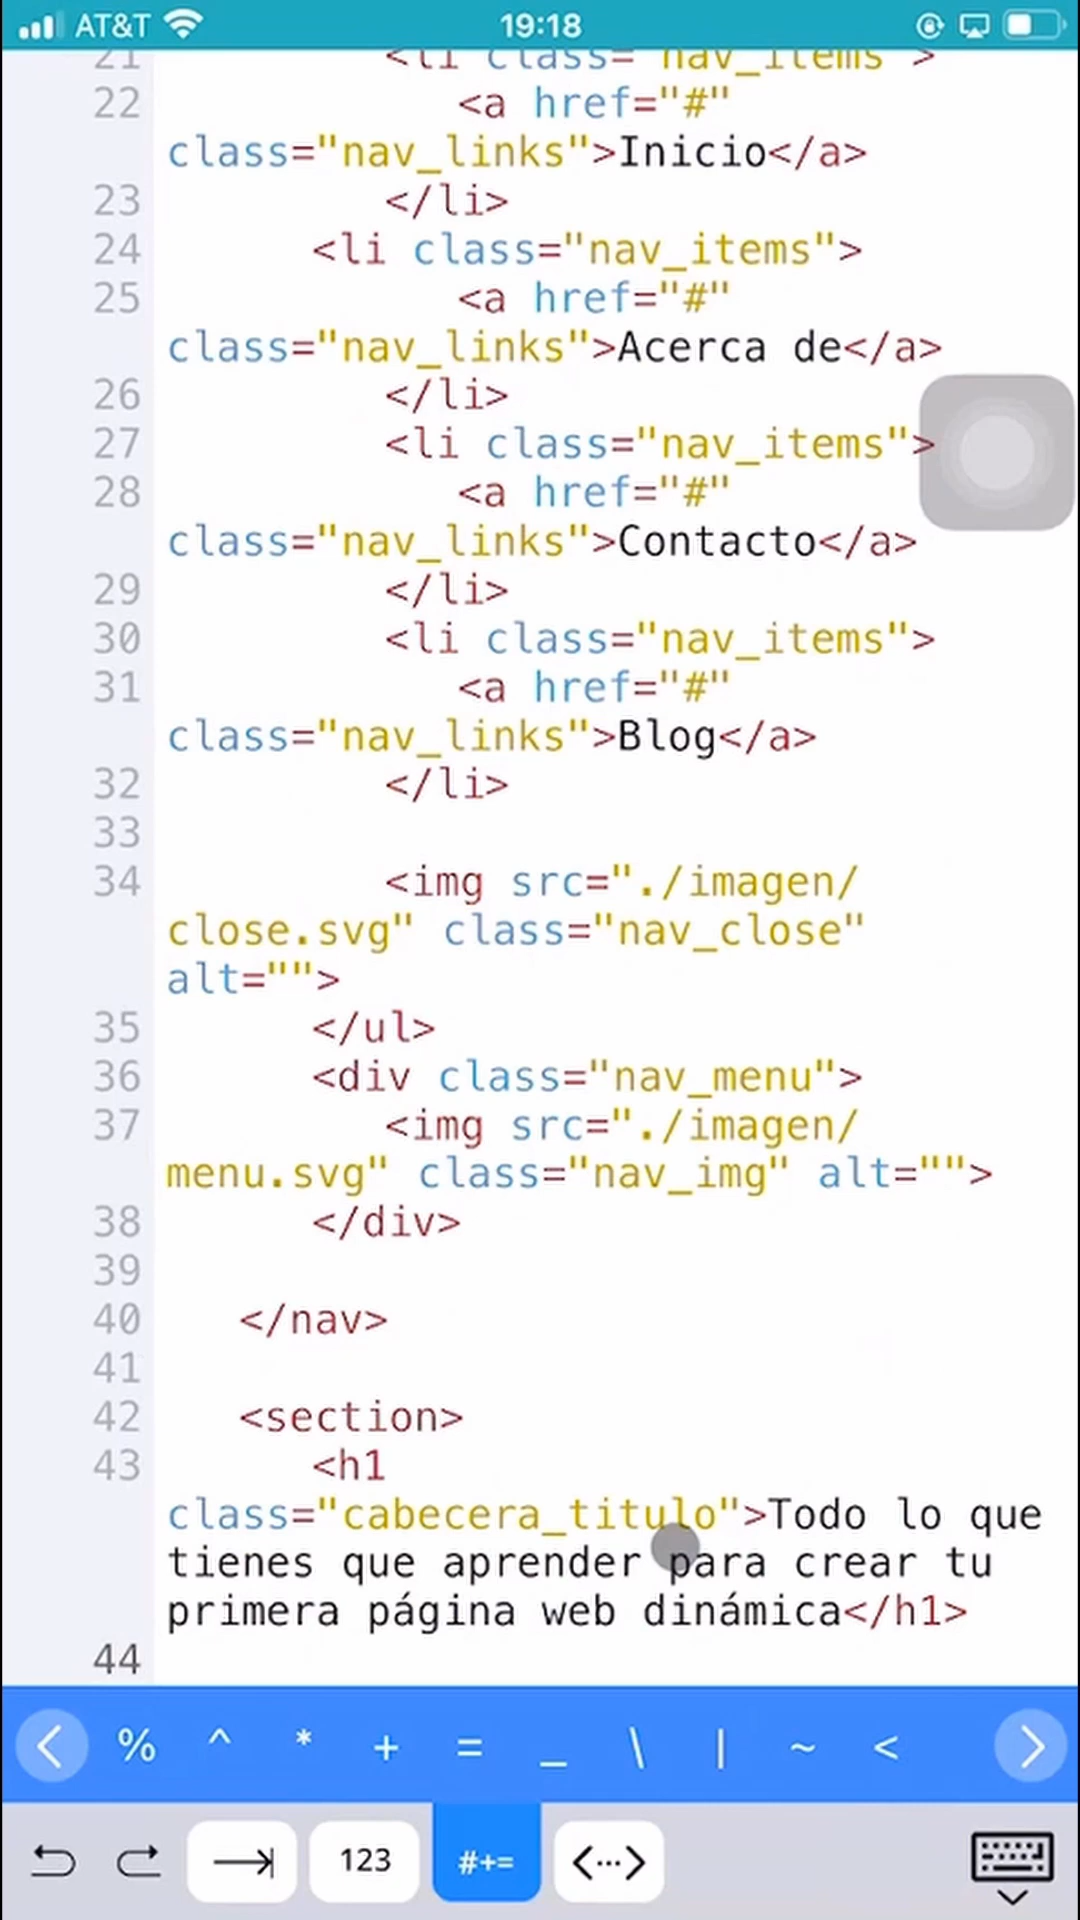 AT&T 19:18
21 <li class="nav_items">
22 <a href="#"
class="nav_links">Inicio</a>
23 </li>
24 <li class="nav_items">
25 <a href="#"
class="nav_links">Acerca de</a>
26 </li>
27 <li class="nav_items">
28 <a href="#"
class="nav_links">Contacto</a>
29 </li>
30 <li class="nav_items">
31 <a href="#"
class="nav_links">Blog</a>
32 </li>
33
34 <img src="./imagen/
close.svg" class="nav_close"
alt="">
35 </ul>
36 <div class="nav_menu">
37 <img src="./imagen/
menu.svg" class="nav_img" alt="">
38 </div>
39
40 </nav>
41
42 <section>
43 <h1
class="cabecera_titulo">Todo lo que
tienes que aprender para crear tu
primera página web dinámica</h1>
44
% ^ * + = _ \ | ~ <
123 #+= <···>